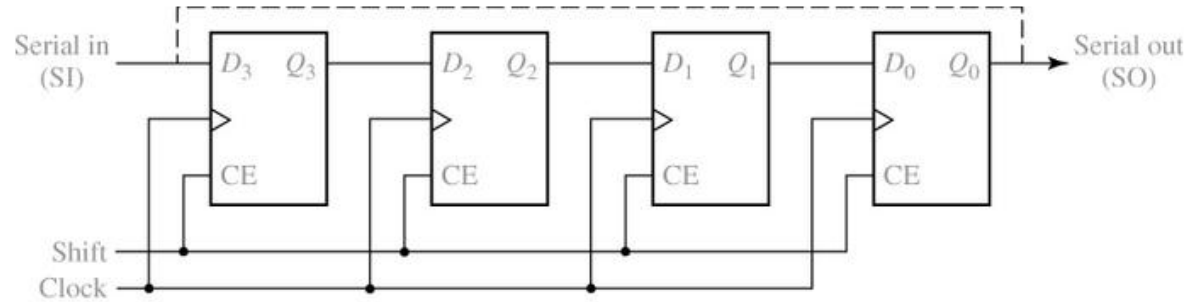 Serial in
(SI)
D₃ Q₃
CE
D₂ Q₂
CE
D₁ Q₁
CE
D₀ Q₀
CE
Serial out
(SO)
Shift
Clock